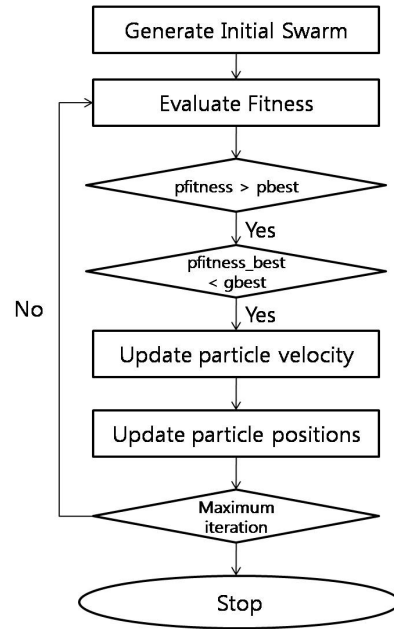 Generate Initial Swarm
Evaluate Fitness
pfitness > pbest
Yes
pfitness_best
< gbest
No
Yes
Update particle velocity
Update particle positions
Maximum
iteration
Stop